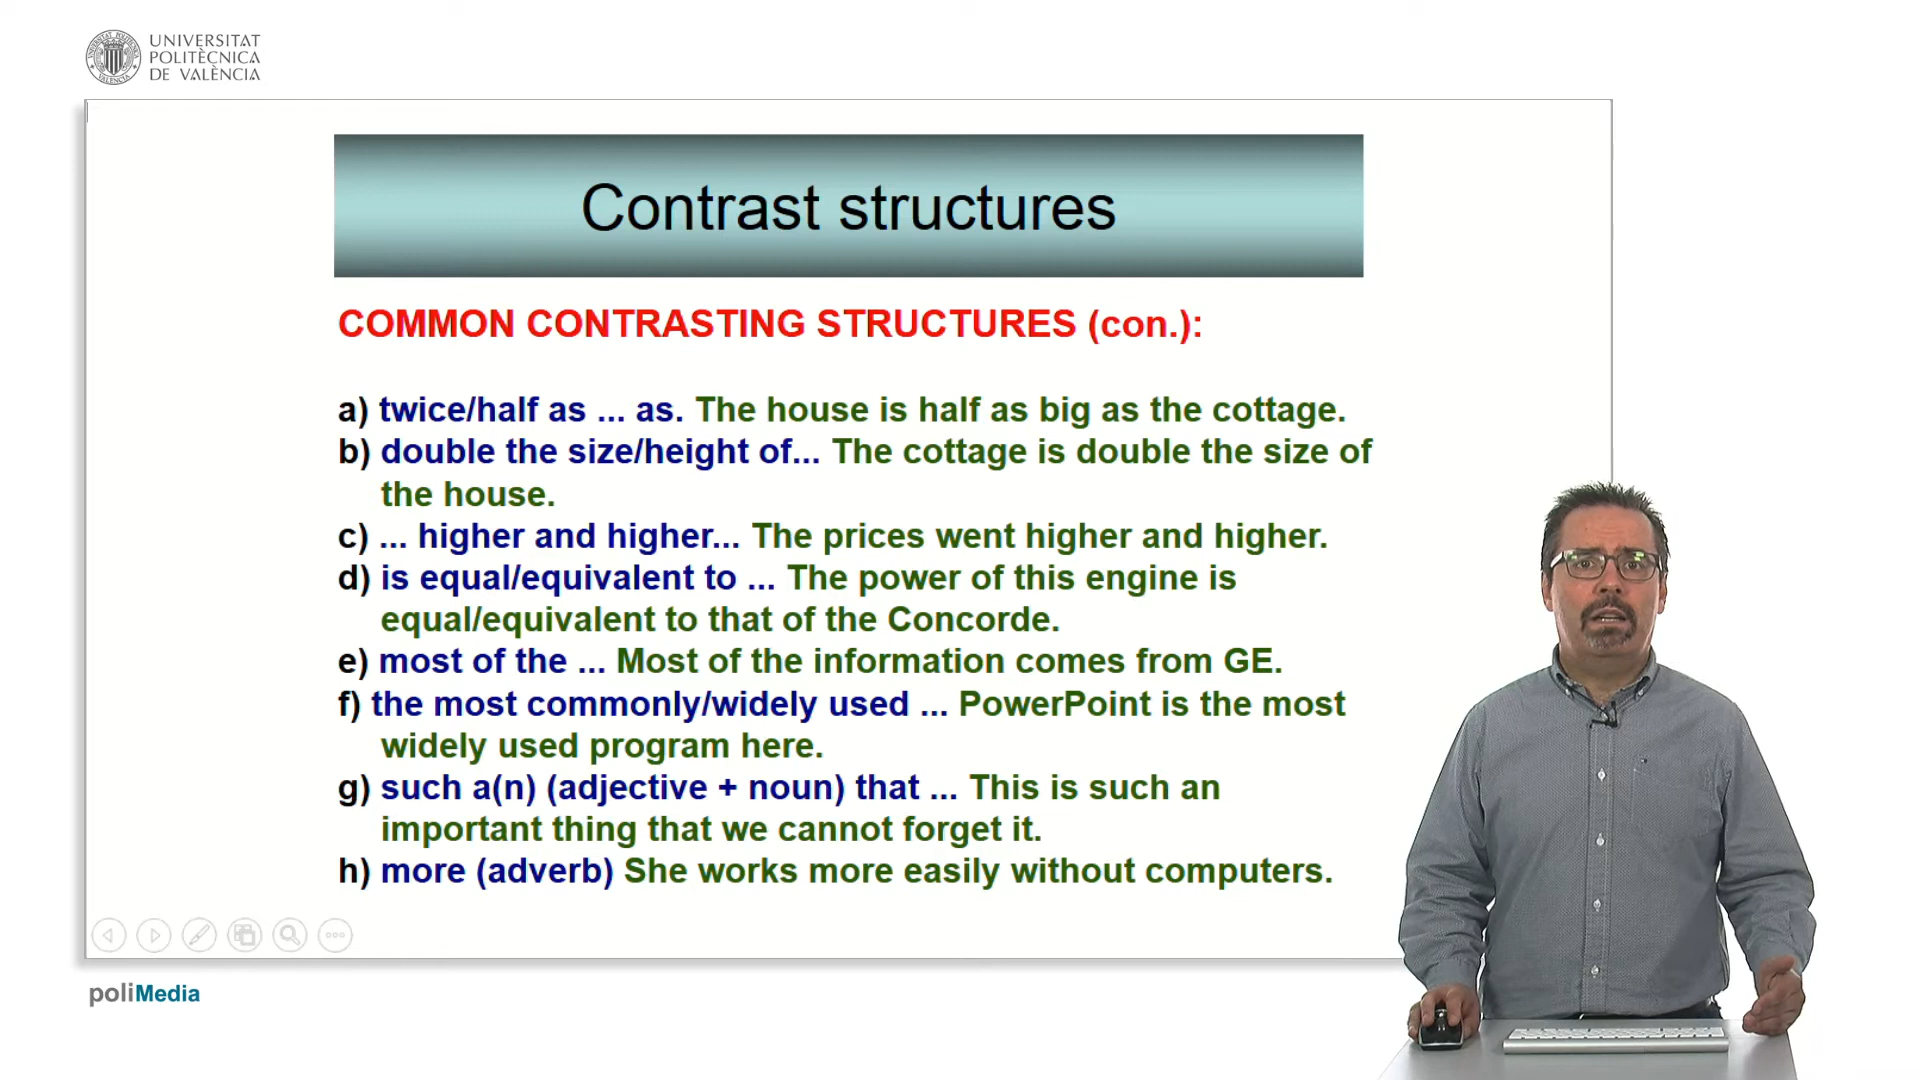 UNIVERSITAT
POLITÈCNICA
DE VALÈNCIA
Contrast structures
COMMON CONTRASTING STRUCTURES (con.):
a) twice/half as ... as. The house is half as big as the cottage.
b) double the size/height of... The cottage is double the size of
the house.
c) ... higher and higher... The prices went higher and higher.
d) is equal/equivalent to ... The power of this engine is
equal/equivalent to that of the Concorde.
e) most of the ... Most of the information comes from GE.
f) the most commonly/widely used ... PowerPoint is the most
widely used program here.
g) such a(n) (adjective + noun) that ... This is such an
important thing that we cannot forget it.
h) more (adverb) She works more easily without computers.
poliMedia